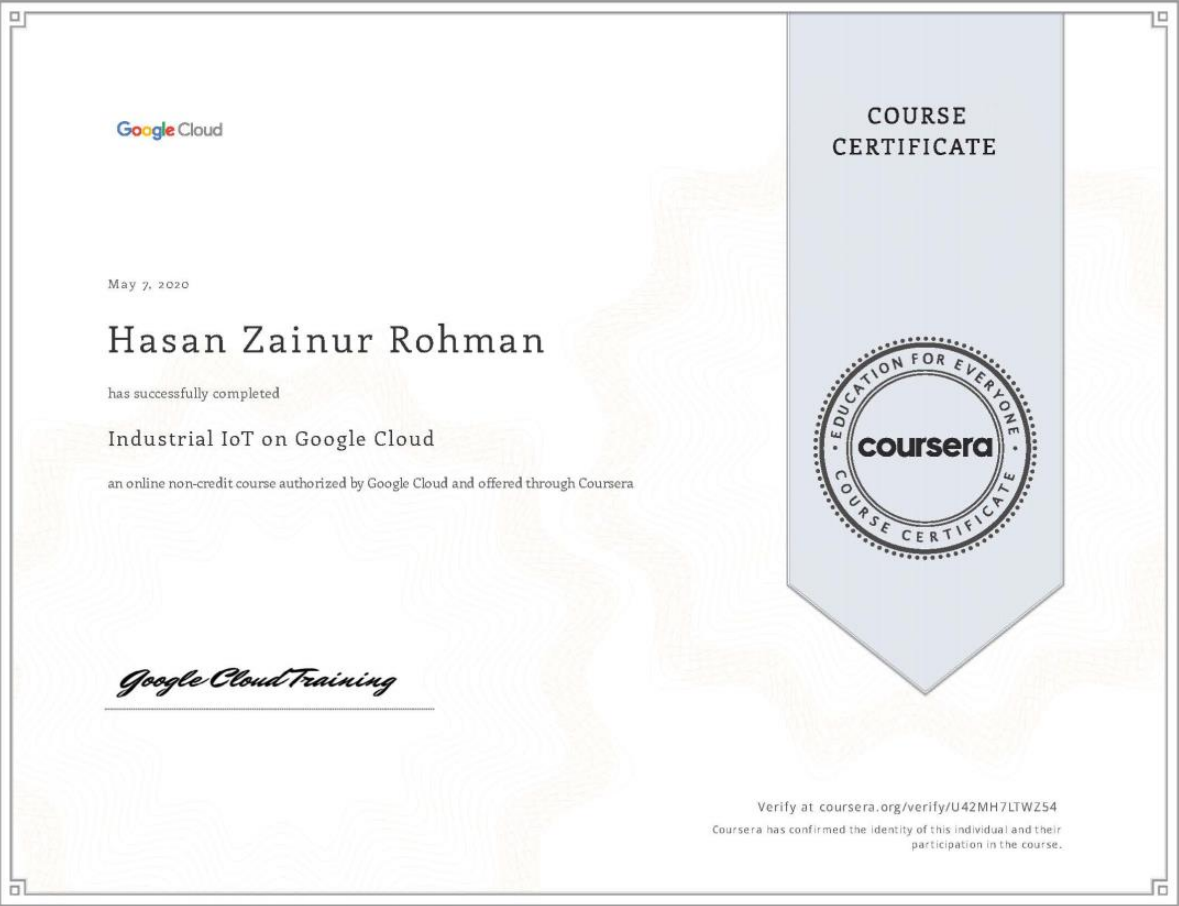 Google Cloud
COURSE
CERTIFICATE
May 7, 2020
Hasan Zainur Rohman
has successfully completed
Industrial IoT on Google Cloud
an online non-credit course authorized by Google Cloud and offered through Coursera
EDUCATION FOR EVERYONE
coursera
COURSE CERTIFICATE
Google Cloud Training
Verify at coursera.org/verify/U42MH7LTWZ54
Coursera has confirmed the identity of this individual and their
participation in the course.